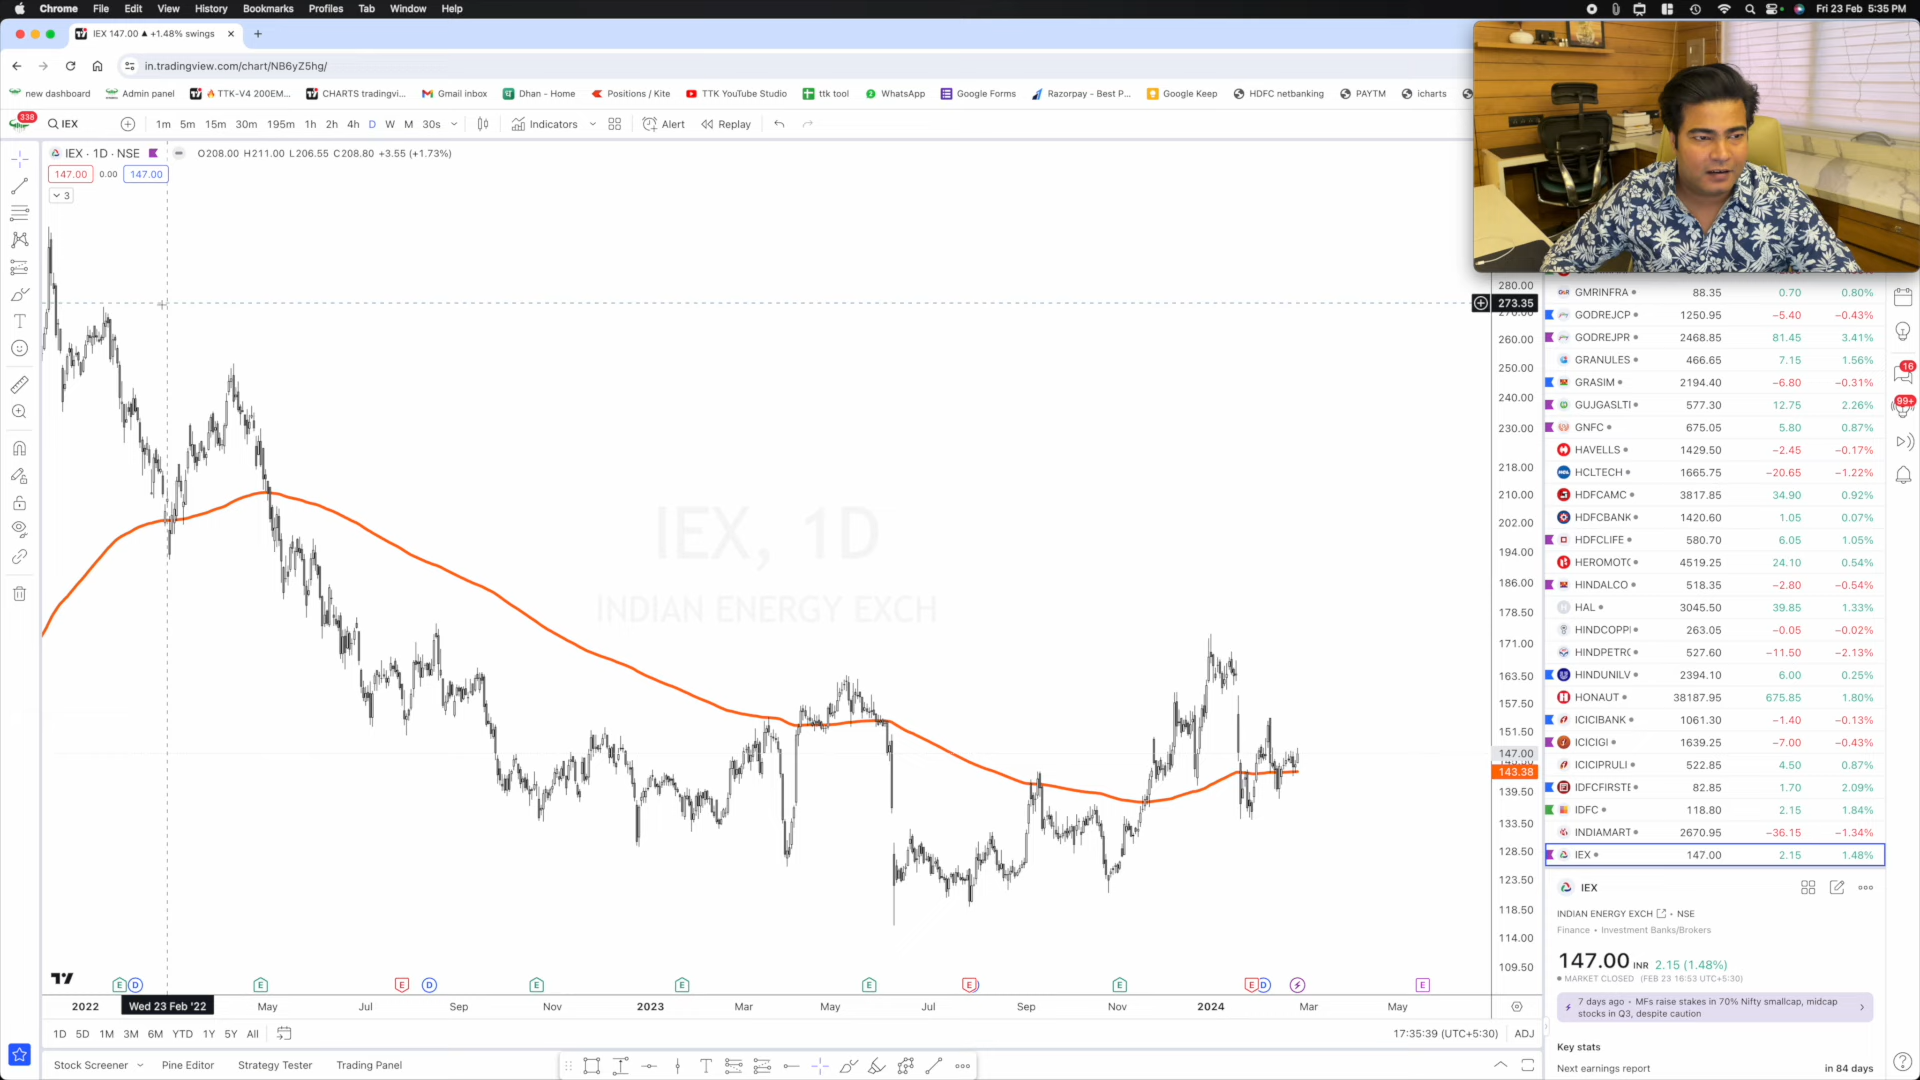 Chrome File Edit View History Bookmarks Profiles Tab Window Help Fri 23 Feb 5:35 PM
IEX 147.00 ▲ +1.48% swings
in.tradingview.com/chart/NB6yZ5hg/
new dashboard Admin panel 🔥 TTK-V4 200EM... CHARTS tradingvi... Gmail inbox Dhan - Home Positions / Kite TTK YouTube Studio ttk tool WhatsApp Google Forms Razorpay - Best P... Google Keep HDFC netbanking PAYTM icharts
338 IEX 1m 5m 15m 30m 195m 1h 2h 4h D W M 30s Indicators Alert Replay
IEX · 1D · NSE O208.00 H211.00 L206.55 C208.80 +3.55 (+1.73%)
147.00 0.00 147.00
3
IEX, 1D
INDIAN ENERGY EXCH
280.00
273.35
260.00
250.00
240.00
230.00
218.00
210.00
202.00
194.00
186.00
178.50
171.00
163.50
157.50
151.50
147.00
143.38
139.50
133.50
128.50
123.50
118.50
114.00
109.50
GMRINFRA 88.35 0.70 0.80%
GODREJCP 1250.95 −5.40 −0.43%
GODREJPR 2468.85 81.45 3.41%
GRANULES 466.65 7.15 1.56%
GRASIM 2194.40 −6.80 −0.31%
GUJGASLTI 577.30 12.75 2.26%
GNFC 675.05 5.80 0.87%
HAVELLS 1429.50 −2.45 −0.17%
HCLTECH 1665.75 −20.65 −1.22%
HDFCAMC 3817.85 34.90 0.92%
HDFCBANK 1420.60 1.05 0.07%
HDFCLIFE 580.70 6.05 1.05%
HEROMOTC 4519.25 24.10 0.54%
HINDALCO 518.35 −2.80 −0.54%
HAL 3045.50 39.85 1.33%
HINDCOPPI 263.05 −0.05 −0.02%
HINDPETRC 527.60 −11.50 −2.13%
HINDUNILV 2394.10 6.00 0.25%
HONAUT 38187.95 675.85 1.80%
ICICIBANK 1061.30 −1.40 −0.13%
ICICIGI 1639.25 −7.00 −0.43%
ICICIPRULI 522.85 4.50 0.87%
IDFCFIRSTE 82.85 1.70 2.09%
IDFC 118.80 2.15 1.84%
INDIAMART 2670.95 −36.15 −1.34%
IEX 147.00 2.15 1.48%
16
99+
IEX
INDIAN ENERGY EXCH • NSE
Finance • Investment Banks/Brokers
147.00 INR 2.15 (1.48%)
MARKET CLOSED (FEB 23 16:53 UTC+5:30)
7 days ago • MFs raise stakes in 70% Nifty smallcap, midcap
stocks in Q3, despite caution
Key stats
Next earnings report in 84 days
E D E E D E E E E E E D E
2022 Wed 23 Feb '22 May Jul Sep Nov 2023 Mar May Jul Sep Nov 2024 Mar May
1D 5D 1M 3M 6M YTD 1Y 5Y All 17:35:39 (UTC+5:30) ADJ
Stock Screener Pine Editor Strategy Tester Trading Panel